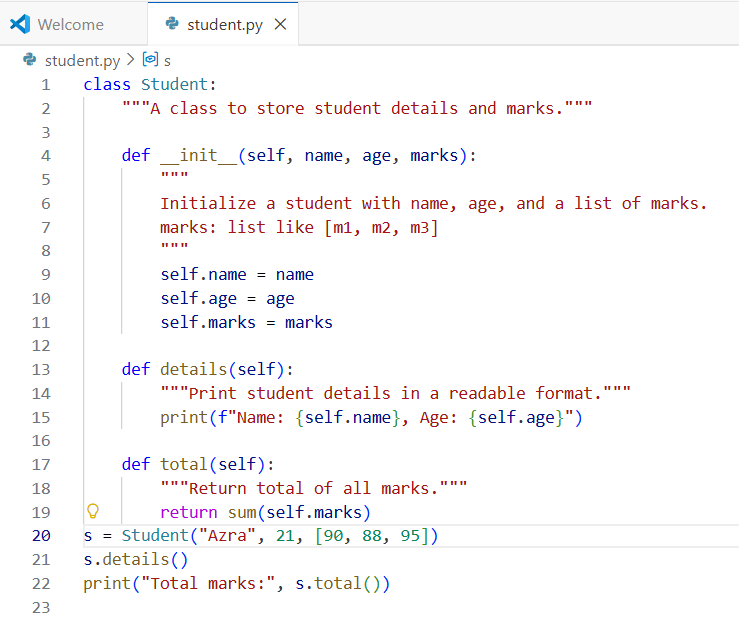 Welcome
student.py
student.py > s
1 class Student:
2     """A class to store student details and marks."""
3
4     def __init__(self, name, age, marks):
5         """
6         Initialize a student with name, age, and a list of marks.
7         marks: list like [m1, m2, m3]
8         """
9         self.name = name
10         self.age = age
11         self.marks = marks
12
13     def details(self):
14         """Print student details in a readable format."""
15         print(f"Name: {self.name}, Age: {self.age}")
16
17     def total(self):
18         """Return total of all marks."""
19         return sum(self.marks)
20 s = Student("Azra", 21, [90, 88, 95])
21 s.details()
22 print("Total marks:", s.total())
23